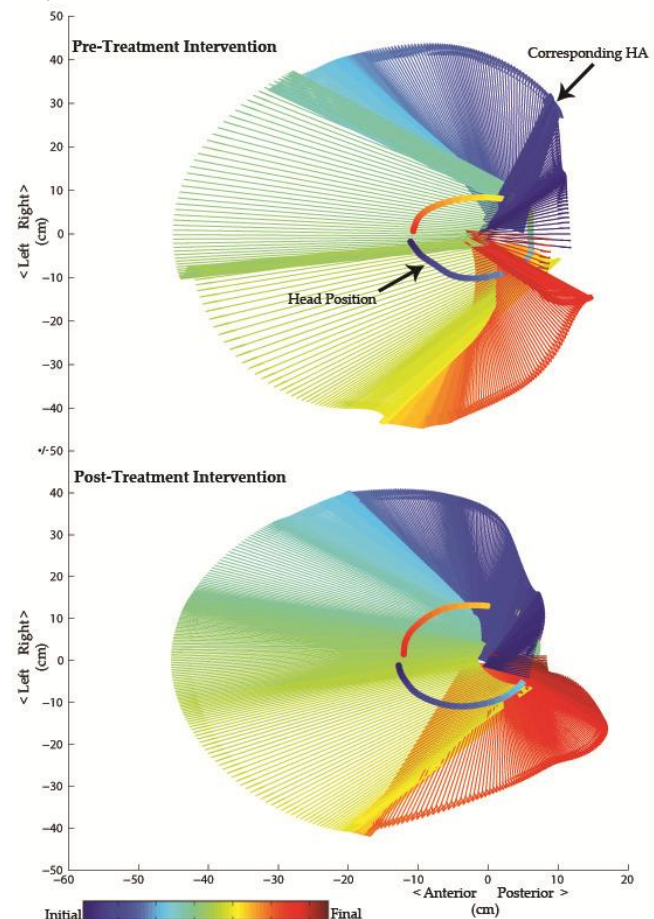 50
Pre-Treatment Intervention
Corresponding HA
40
30
20
10
0
-10
-20
-30
-40
+/-50
< Left Right >
(cm)
Head Position
Post-Treatment Intervention
40
30
20
10
0
-10
-20
-30
-40
-50
< Left Right >
(cm)
-60 -50 -40 -30 -20 -10 0 10 20
< Anterior Posterior >
(cm)
Initial Final